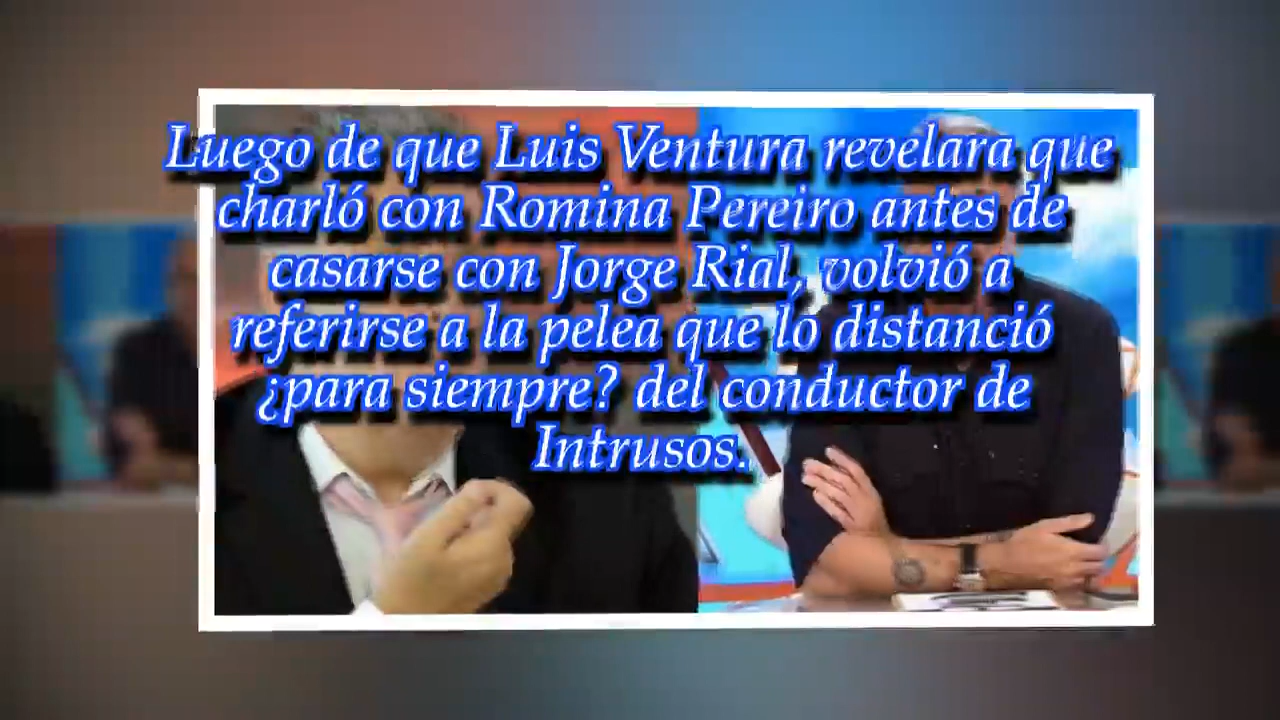 Luego de que Luis Ventura revelara que
charló con Romina Pereiro antes de
casarse con Jorge Rial, volvió a
referirse a la pelea que lo distanció
¿para siempre? del conductor de
Intrusos.